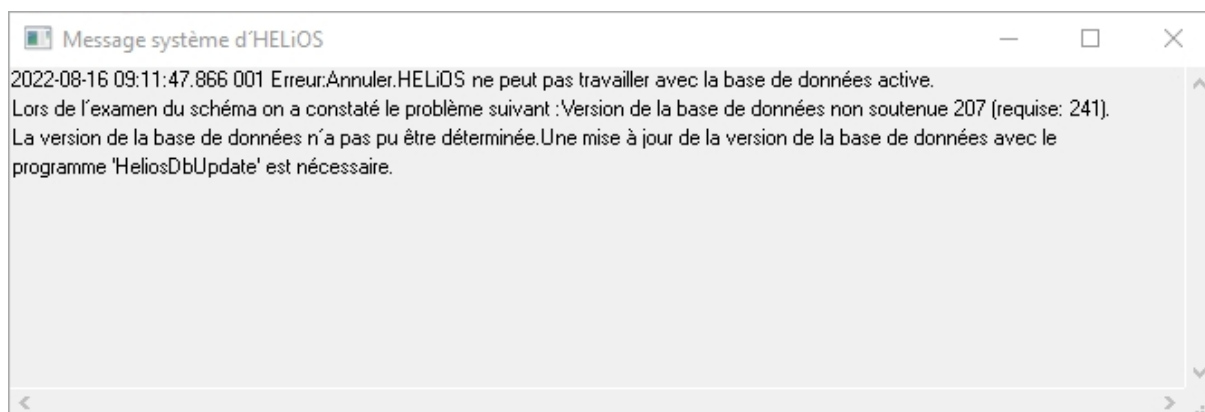 Message système d´HELiOS
2022-08-16 09:11:47.866 001 Erreur:Annuler.HELiOS ne peut pas travailler avec la base de données active.
Lors de l´examen du schéma on a constaté le problème suivant :Version de la base de données non soutenue 207 (requise: 241).
La version de la base de données n´a pas pu être déterminée.Une mise à jour de la version de la base de données avec le
programme 'HeliosDbUpdate' est nécessaire.